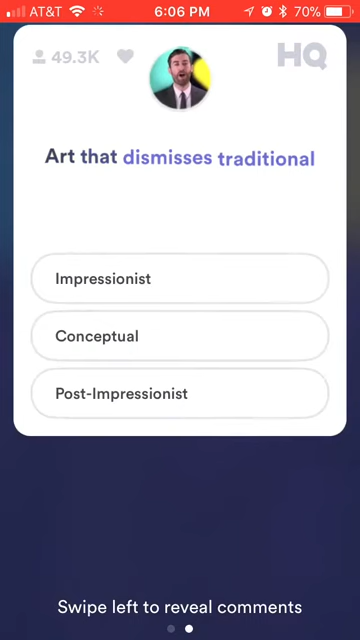 AT&T 6:06 PM 70%
49.3K HQ
Art that dismisses traditional
Impressionist
Conceptual
Post-Impressionist
Swipe left to reveal comments